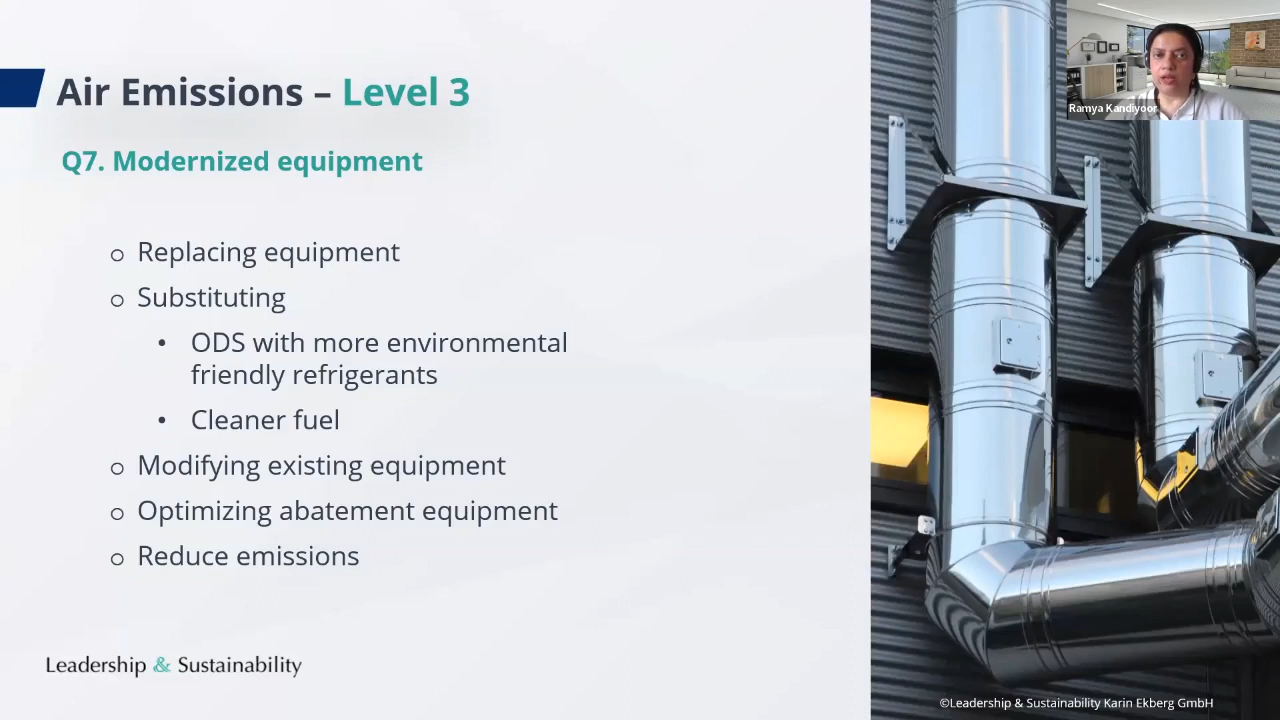 Air Emissions – Level 3
Ramya Kandiyoor
Q7. Modernized equipment
o Replacing equipment
o Substituting
• ODS with more environmental
friendly refrigerants
• Cleaner fuel
o Modifying existing equipment
o Optimizing abatement equipment
o Reduce emissions
Leadership & Sustainability
©Leadership & Sustainability Karin Ekberg GmbH